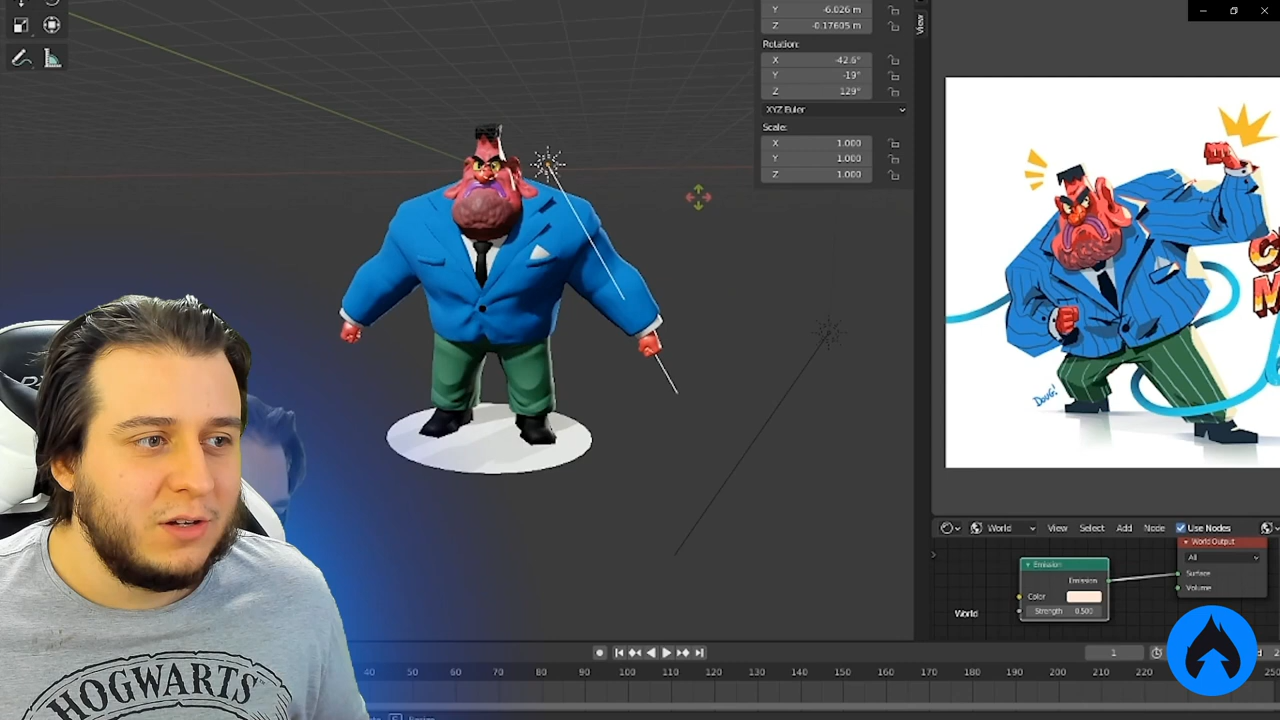 Y -6.026 m
Z -0.17605 m
Rotation:
X -42.6°
Y -19°
Z 129°
XYZ Euler
Scale:
X 1.000
Y 1.000
Z 1.000
View
DOUG!
World View Select Add Node Use Nodes
World Output
All
Surface
Volume
Emission
Emission
Color
Strength 0.500
World
1
40 50 60 70 80 90 100 110 120 130 140 150 160 170 180 190 200 210 220
HOGWARTS